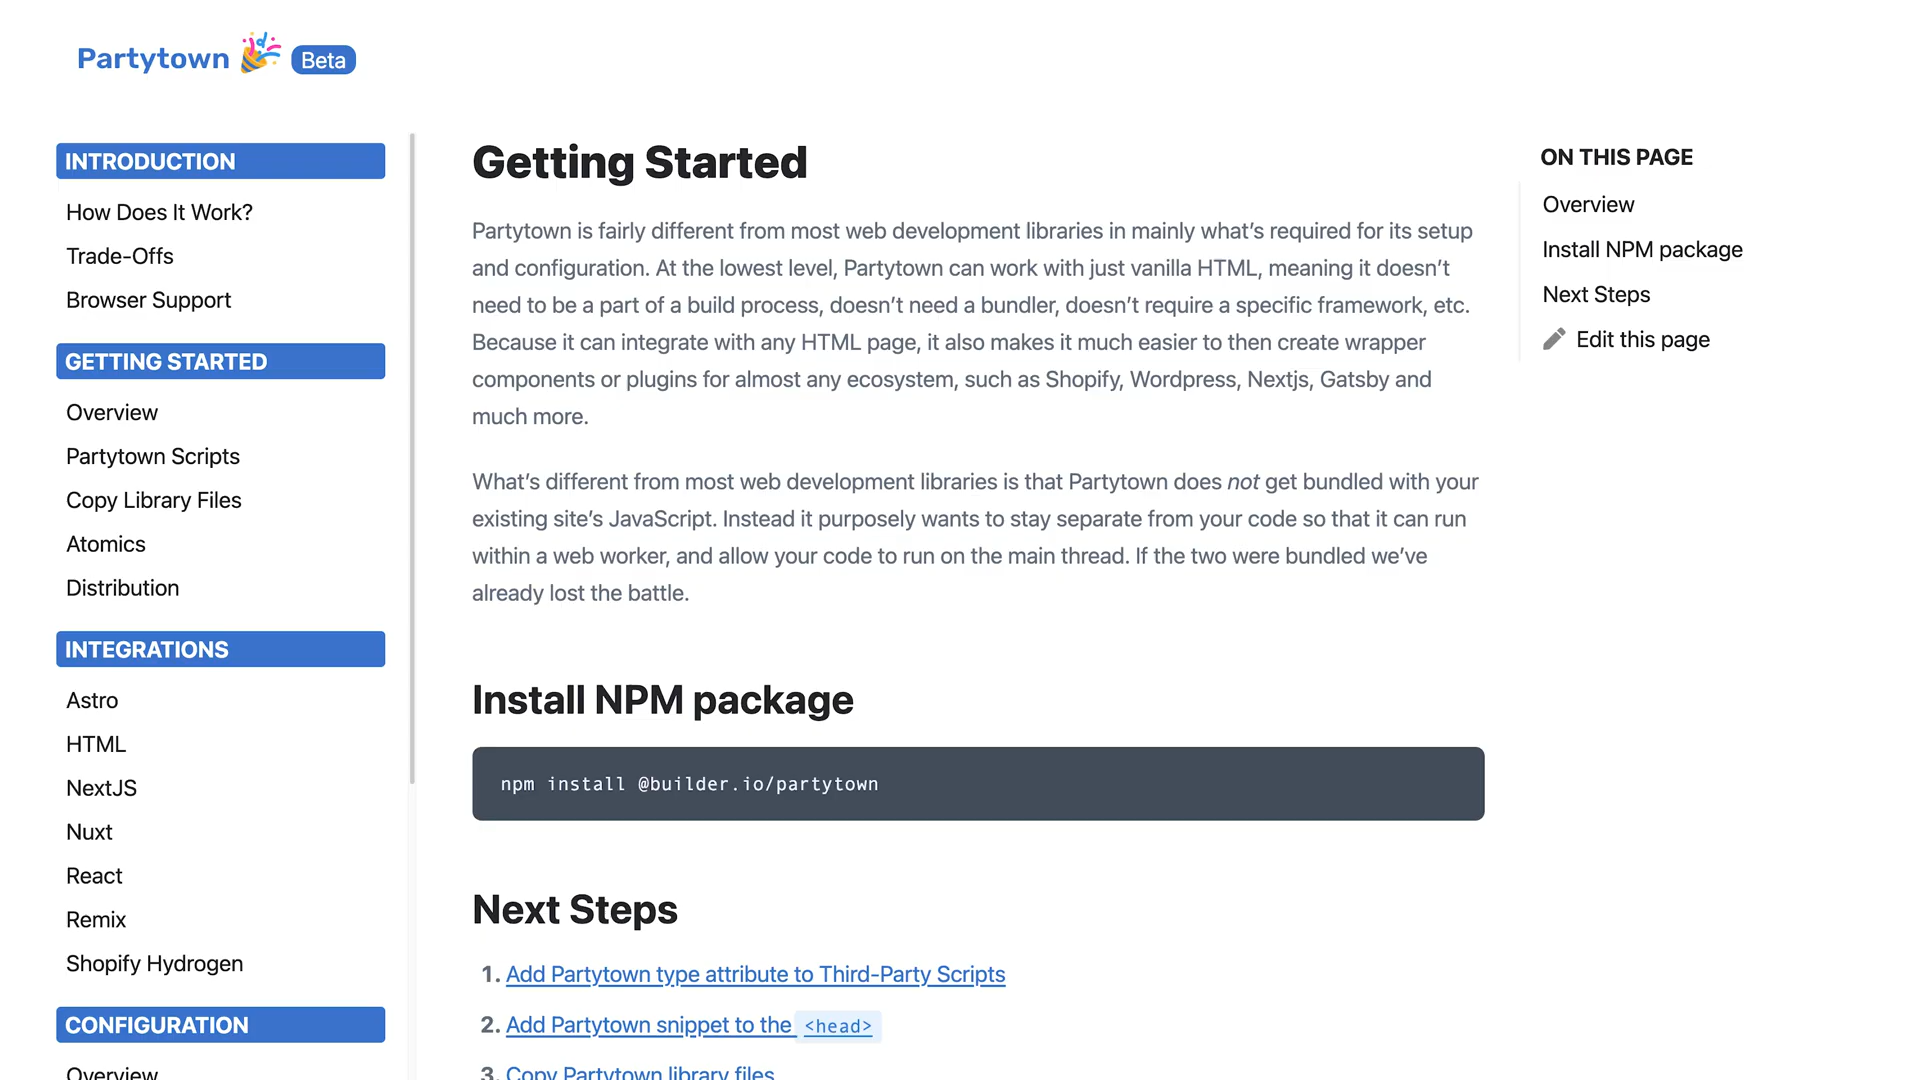 Partytown Beta
INTRODUCTION
How Does It Work?
Trade-Offs
Browser Support
GETTING STARTED
Overview
Partytown Scripts
Copy Library Files
Atomics
Distribution
INTEGRATIONS
Astro
HTML
NextJS
Nuxt
React
Remix
Shopify Hydrogen
CONFIGURATION
Overview
Getting Started
Partytown is fairly different from most web development libraries in mainly what’s required for its setup
and configuration. At the lowest level, Partytown can work with just vanilla HTML, meaning it doesn’t
need to be a part of a build process, doesn’t need a bundler, doesn’t require a specific framework, etc.
Because it can integrate with any HTML page, it also makes it much easier to then create wrapper
components or plugins for almost any ecosystem, such as Shopify, Wordpress, Nextjs, Gatsby and
much more.
What’s different from most web development libraries is that Partytown does not get bundled with your
existing site’s JavaScript. Instead it purposely wants to stay separate from your code so that it can run
within a web worker, and allow your code to run on the main thread. If the two were bundled we’ve
already lost the battle.
Install NPM package
npm install @builder.io/partytown
Next Steps
1. Add Partytown type attribute to Third-Party Scripts
2. Add Partytown snippet to the <head>
3. Copy Partytown library files
ON THIS PAGE
Overview
Install NPM package
Next Steps
Edit this page